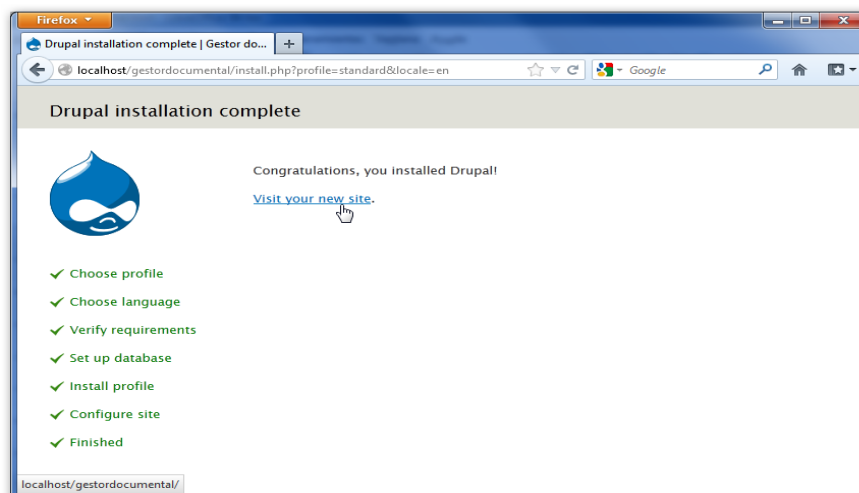 Firefox
Drupal installation complete | Gestor do...
localhost/gestordocumental/install.php?profile=standard&locale=en
Google
Drupal installation complete
Congratulations, you installed Drupal!
Visit your new site.
Choose profile
Choose language
Verify requirements
Set up database
Install profile
Configure site
Finished
localhost/gestordocumental/